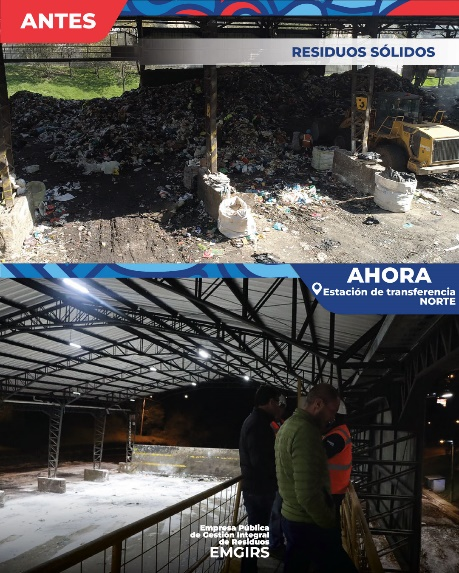 ANTES
RESIDUOS SÓLIDOS
AHORA
Estación de transferencia
NORTE
Empresa Pública
de Gestión Integral
de Residuos
EMGIRS